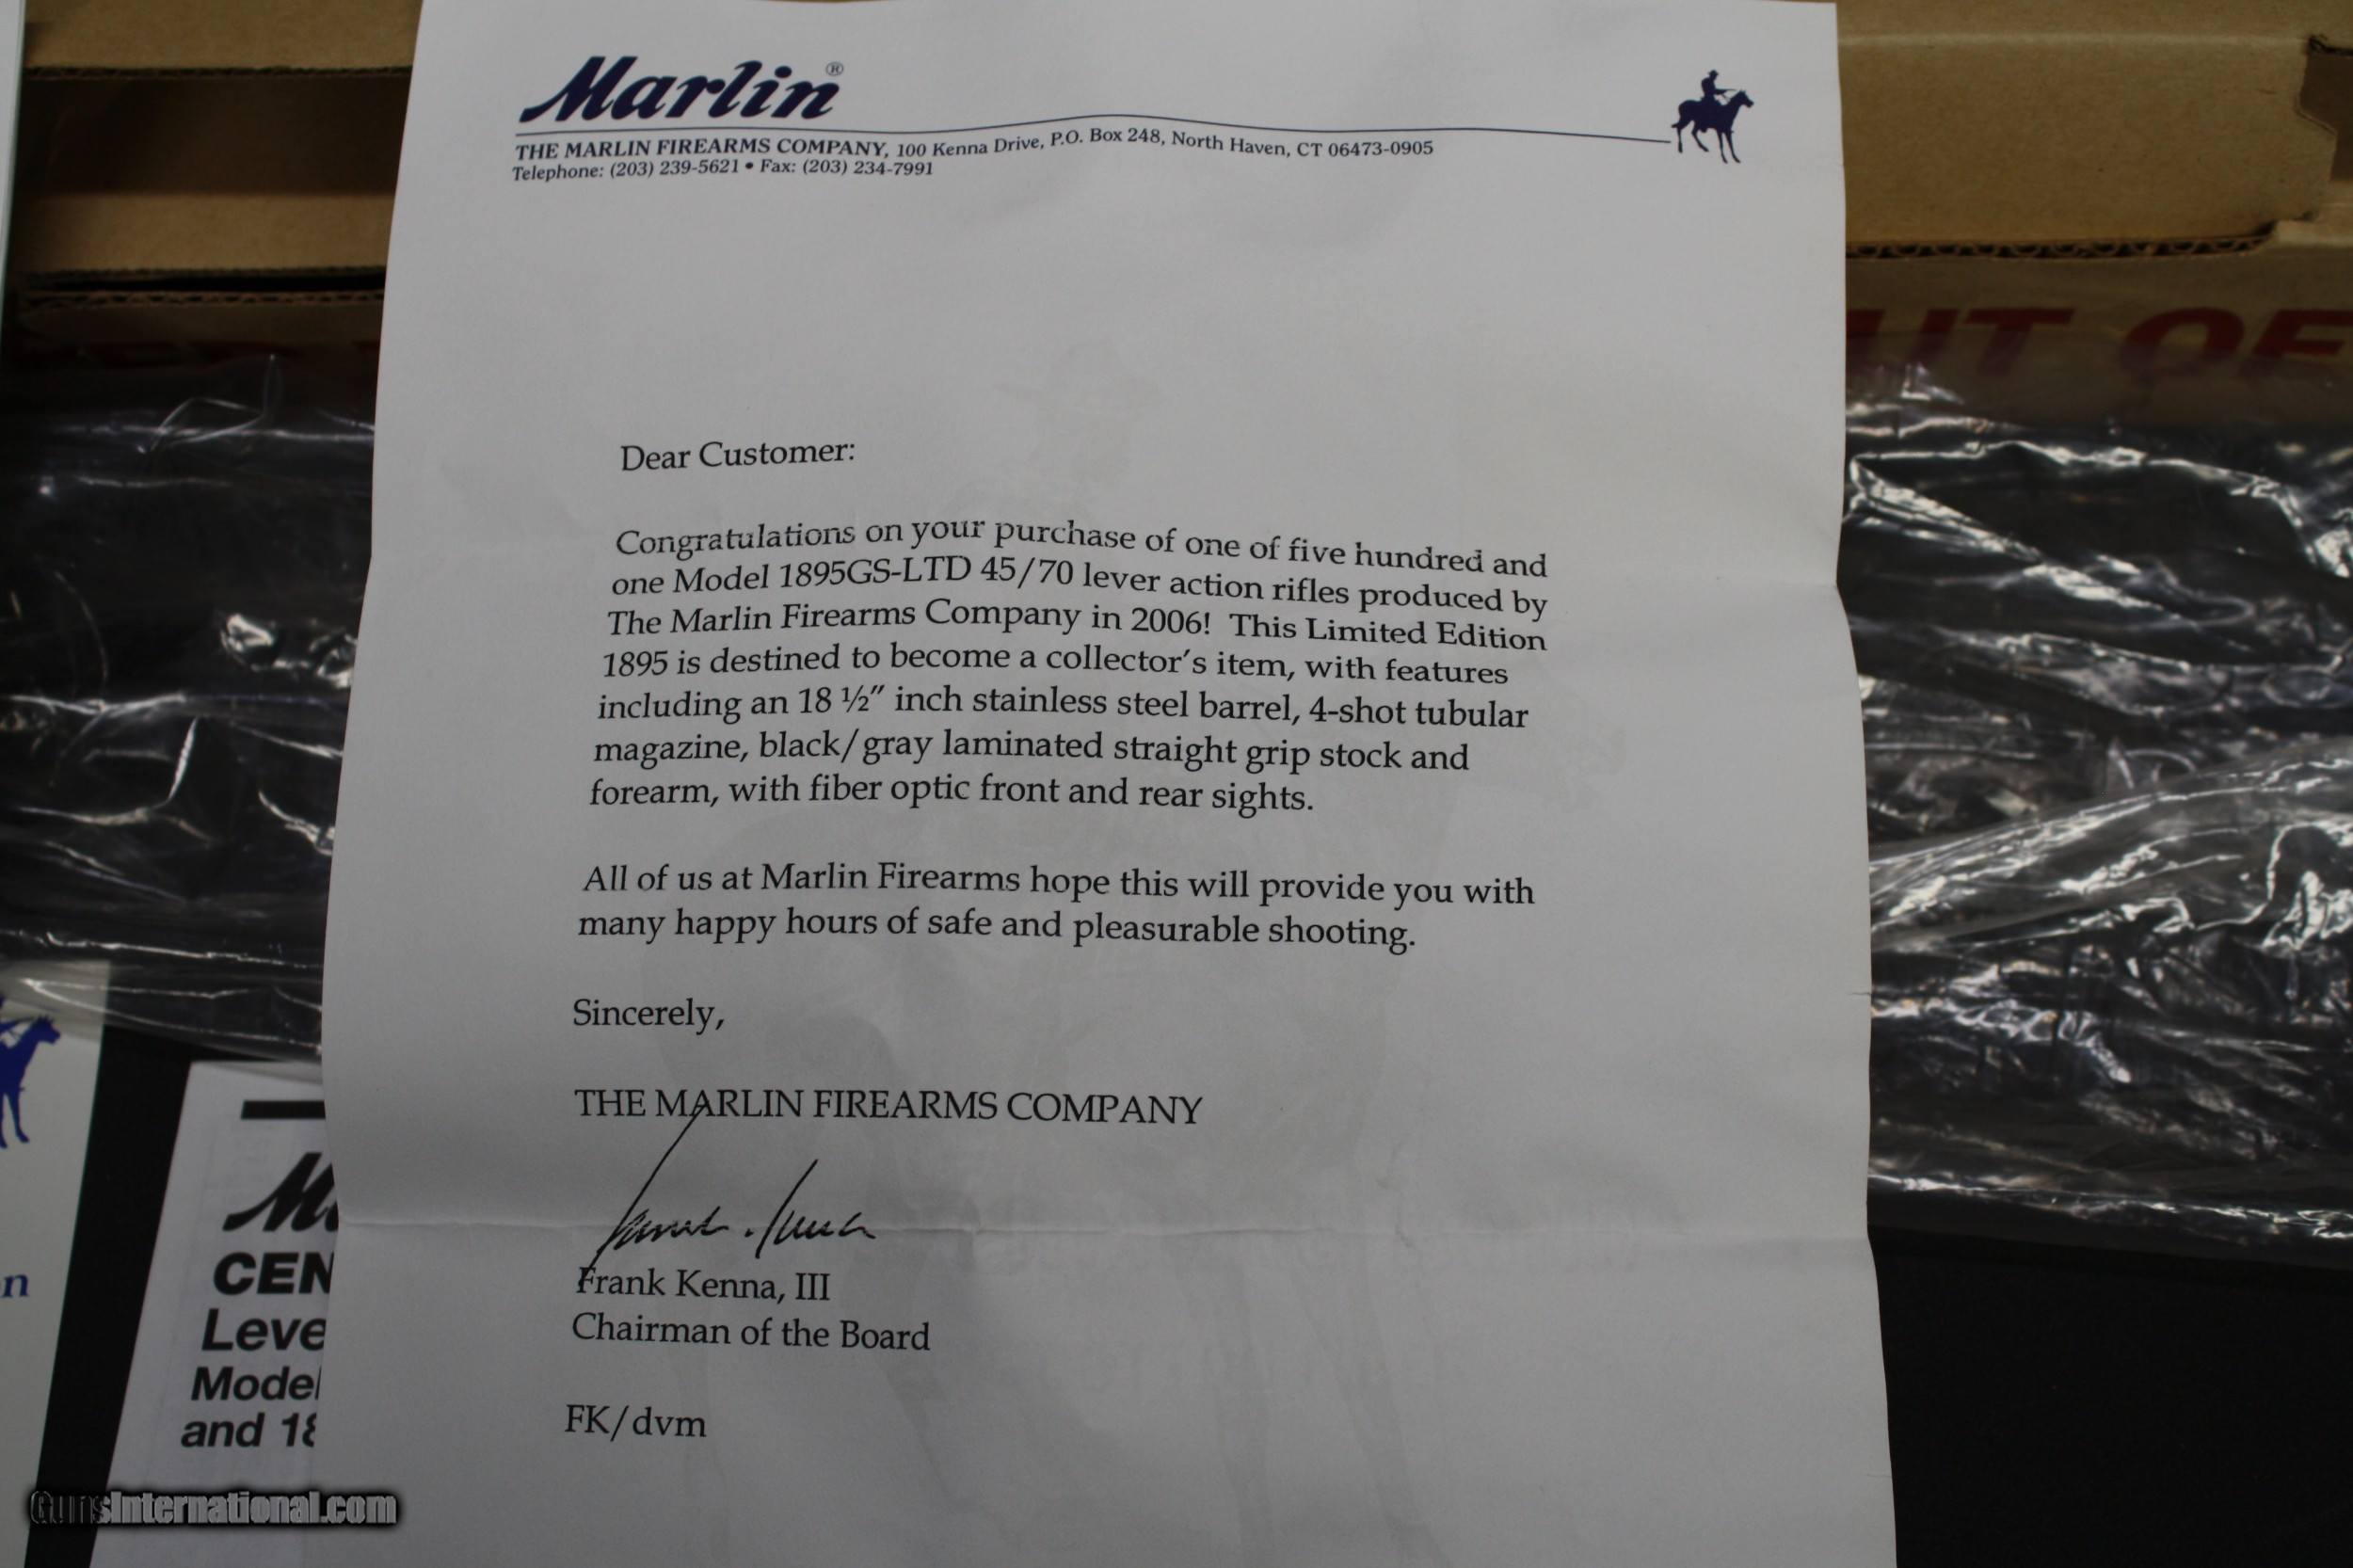 Marlin®
THE MARLIN FIREARMS COMPANY, 100 Kenna Drive, P.O. Box 248, North Haven, CT 06473-0905
Telephone: (203) 239-5621 • Fax: (203) 234-7991
UT OF
Dear Customer:
Congratulations on your purchase of one of five hundred and
one Model 1895GS-LTD 45/70 lever action rifles produced by
The Marlin Firearms Company in 2006! This Limited Edition
1895 is destined to become a collector's item, with features
including an 18 ½" inch stainless steel barrel, 4-shot tubular
magazine, black/gray laminated straight grip stock and
forearm, with fiber optic front and rear sights.
All of us at Marlin Firearms hope this will provide you with
many happy hours of safe and pleasurable shooting.
Sincerely,
THE MARLIN FIREARMS COMPANY
Frank Kenna, III
Chairman of the Board
FK/dvm
n
M
CEN
Leve
Model
and 18
GunsInternational.com